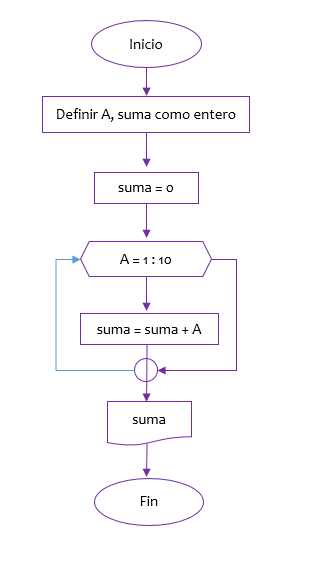 Inicio
Definir A, suma como entero
suma = 0
A = 1 : 10
suma = suma + A
suma
Fin